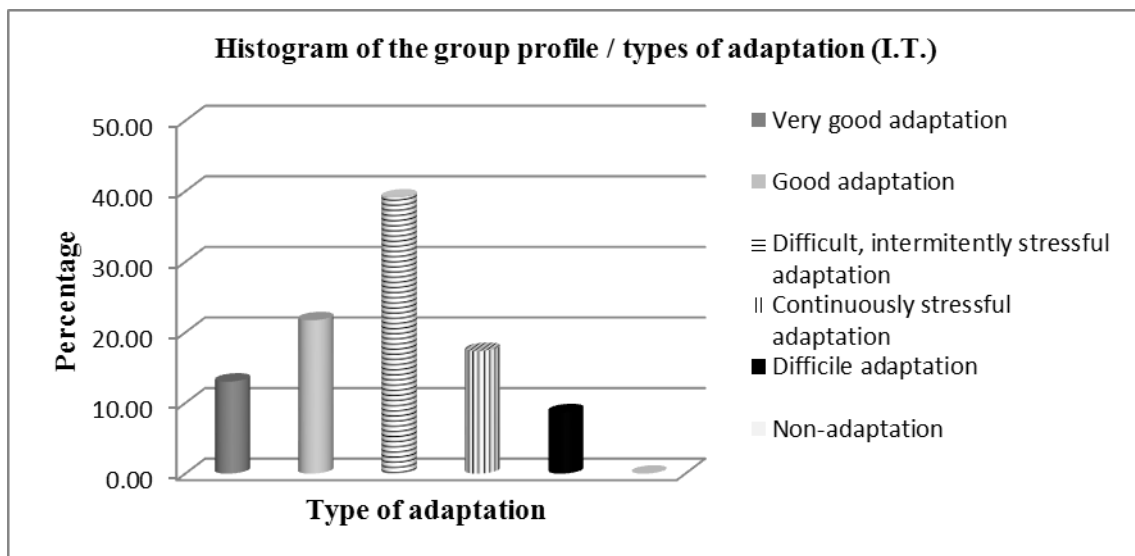 Histogram of the group profile / types of adaptation (I.T.)
50.00
40.00
30.00
20.00
10.00
0.00
Percentage
Type of adaptation
Very good adaptation
Good adaptation
Difficult, intermitently stressful
adaptation
Continuously stressful
adaptation
Difficile adaptation
Non-adaptation